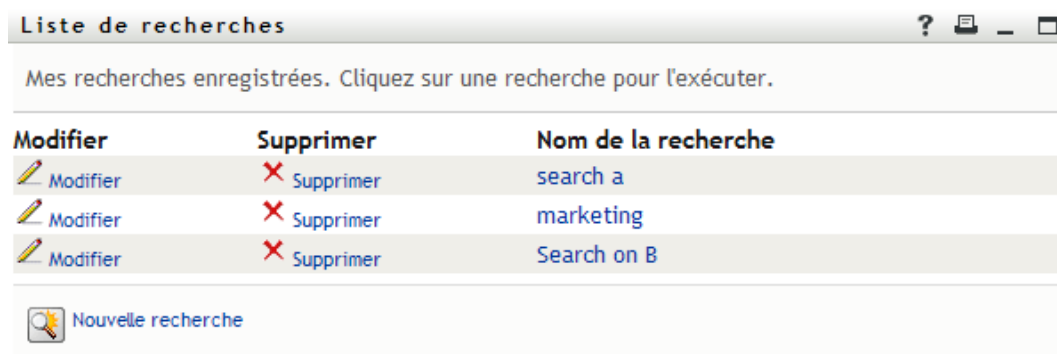 Liste de recherches ?
Mes recherches enregistrées. Cliquez sur une recherche pour l'exécuter.
Modifier Supprimer Nom de la recherche
Modifier Supprimer search a
Modifier Supprimer marketing
Modifier Supprimer Search on B
Nouvelle recherche